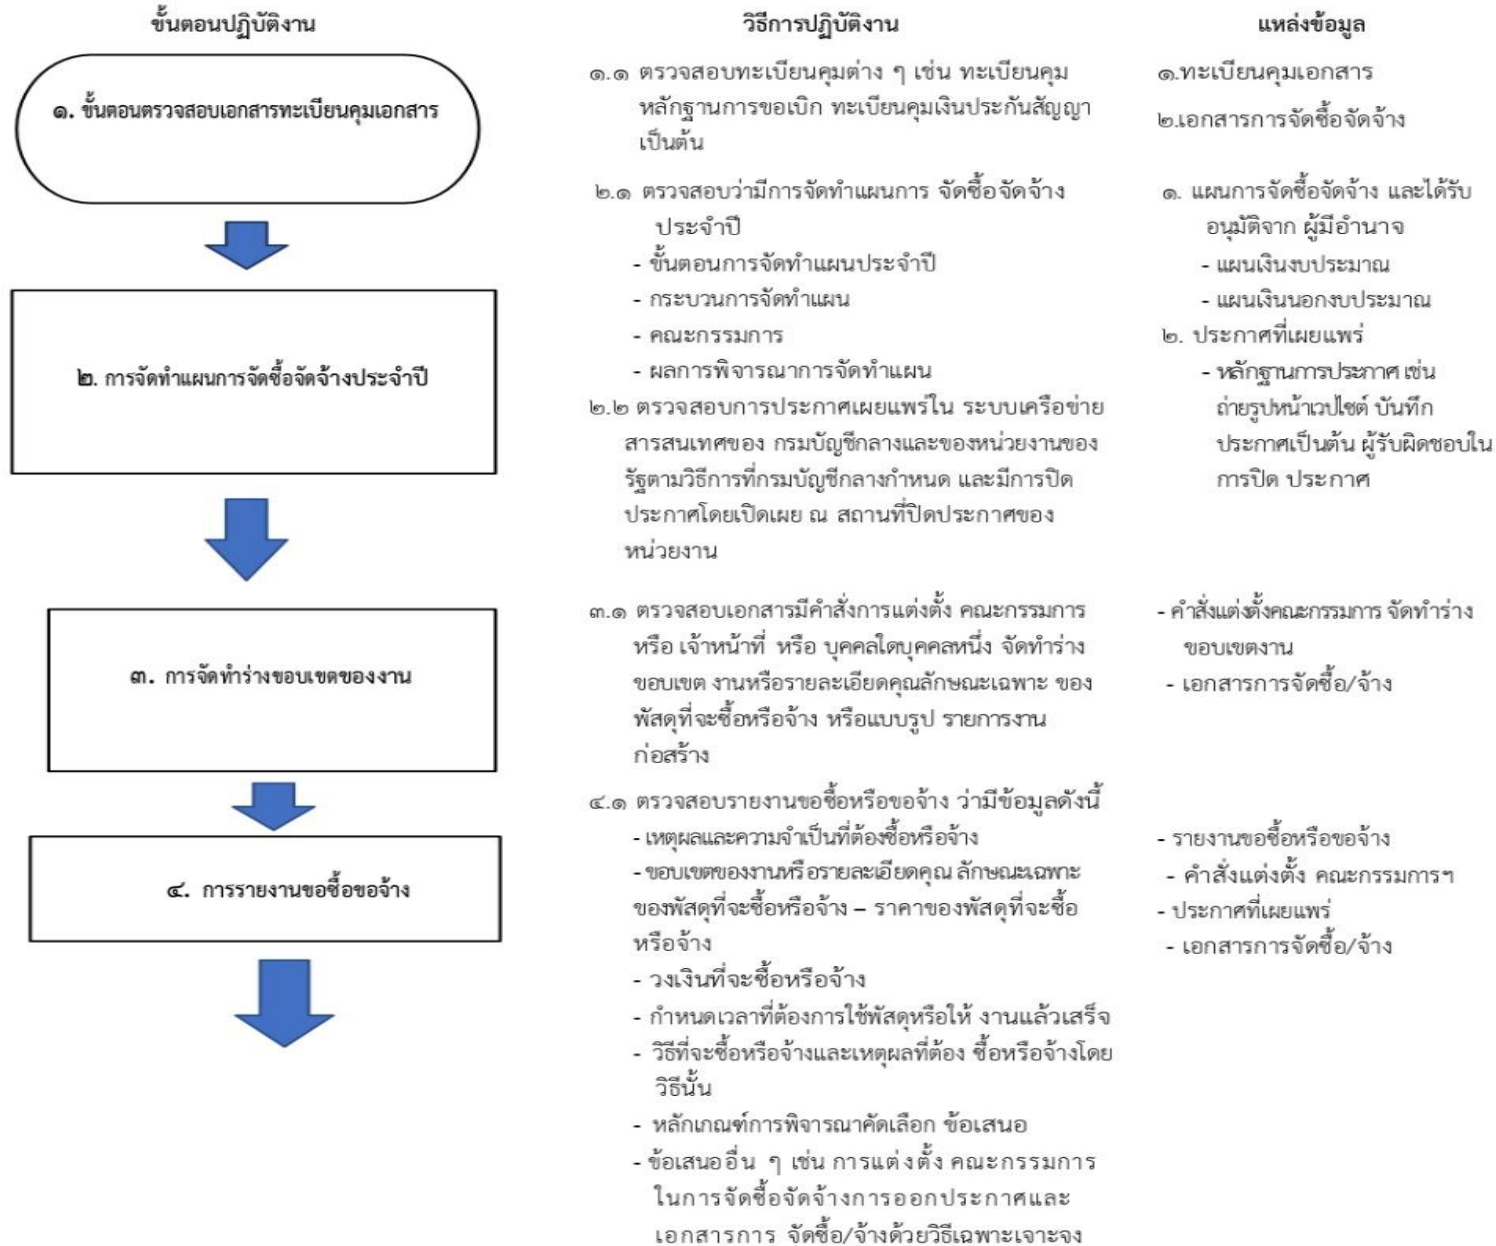 ขั้นตอนปฏิบัติงาน
๑. ขั้นตอนตรวจสอบเอกสารทะเบียนคุมเอกสาร
๒. การจัดทำแผนการจัดซื้อจัดจ้างประจำปี
๓. การจัดทำร่างขอบเขตของงาน
๔. การรายงานขอซื้อขอจ้าง
วิธีการปฏิบัติงาน
๑.๑ ตรวจสอบทะเบียนคุมต่าง ๆ เช่น ทะเบียนคุม
หลักฐานการขอเบิก ทะเบียนคุมเงินประกันสัญญา
เป็นต้น
๒.๑ ตรวจสอบว่ามีการจัดทำแผนการ จัดซื้อจัดจ้าง
ประจำปี
- ขั้นตอนการจัดทำแผนประจำปี
- กระบวนการจัดทำแผน
- คณะกรรมการ
- ผลการพิจารณาการจัดทำแผน
๒.๒ ตรวจสอบการประกาศเผยแพร่ใน ระบบเครือข่าย
สารสนเทศของ กรมบัญชีกลางและของหน่วยงานของ
รัฐตามวิธีการที่กรมบัญชีกลางกำหนด และมีการปิด
ประกาศโดยเปิดเผย ณ สถานที่ปิดประกาศของ
หน่วยงาน
๓.๑ ตรวจสอบเอกสารมีคำสั่งการแต่งตั้ง คณะกรรมการ
หรือ เจ้าหน้าที่ หรือ บุคคลใดบุคคลหนึ่ง จัดทำร่าง
ขอบเขต งานหรือรายละเอียดคุณลักษณะเฉพาะ ของ
พัสดุที่จะซื้อหรือจ้าง หรือแบบรูป รายการงาน
ก่อสร้าง
๔.๑ ตรวจสอบรายงานขอซื้อหรือขอจ้าง ว่ามีข้อมูลดังนี้
- เหตุผลและความจำเป็นที่ต้องซื้อหรือจ้าง
- ขอบเขตของงานหรือรายละเอียดคุณ ลักษณะเฉพาะ
ของพัสดุที่จะซื้อหรือจ้าง – ราคาของพัสดุที่จะซื้อ
หรือจ้าง
- วงเงินที่จะซื้อหรือจ้าง
- กำหนดเวลาที่ต้องการใช้พัสดุหรือให้ งานแล้วเสร็จ
- วิธีที่จะซื้อหรือจ้างและเหตุผลที่ต้อง ซื้อหรือจ้างโดย
วิธีนั้น
- หลักเกณฑ์การพิจารณาคัดเลือก ข้อเสนอ
- ข้อเสนออื่น ๆ เช่น การแต่งตั้ง คณะกรรมการ
ในการจัดซื้อจัดจ้างการออกประกาศและ
เอกสารการ จัดซื้อ/จ้างด้วยวิธีเฉพาะเจาะจง
แหล่งข้อมูล
๑.ทะเบียนคุมเอกสาร
๒.เอกสารการจัดซื้อจัดจ้าง
๑. แผนการจัดซื้อจัดจ้าง และได้รับ
อนุมัติจาก ผู้มีอำนาจ
- แผนเงินงบประมาณ
- แผนเงินนอกงบประมาณ
๒. ประกาศที่เผยแพร่
- หลักฐานการประกาศ เช่น
ถ่ายรูปหน้าเวปไซต์ บันทึก
ประกาศเป็นต้น ผู้รับผิดชอบใน
การปิด ประกาศ
- คำสั่งแต่งตั้งคณะกรรมการ จัดทำร่าง
ขอบเขตงาน
- เอกสารการจัดซื้อ/จ้าง
- รายงานขอซื้อหรือขอจ้าง
- คำสั่งแต่งตั้ง คณะกรรมการฯ
- ประกาศที่เผยแพร่
- เอกสารการจัดซื้อ/จ้าง